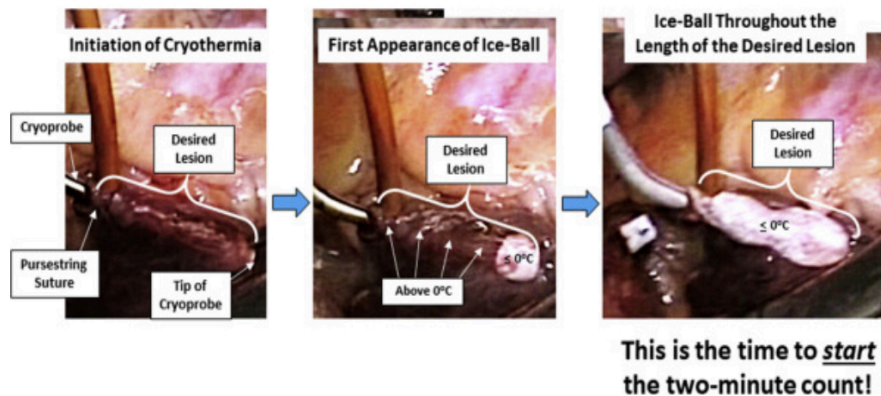 Initiation of Cryothermia
Cryoprobe
Desired
Lesion
Pursestring
Suture
Tip of
Cryoprobe
First Appearance of Ice-Ball
Desired
Lesion
Above 0°C
≤ 0°C
Ice-Ball Throughout the
Length of the Desired Lesion
Desired
Lesion
≤ 0°C
This is the time to start
the two-minute count!